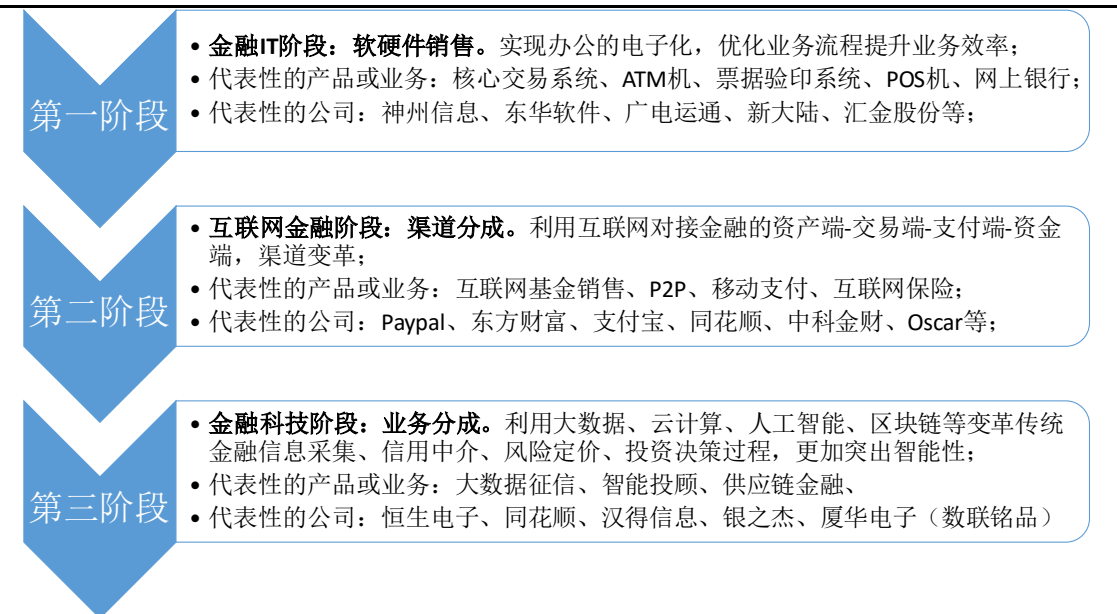 第一阶段
• 金融IT阶段：软硬件销售。实现办公的电子化，优化业务流程提升业务效率；
• 代表性的产品或业务：核心交易系统、ATM机、票据验印系统、POS机、网上银行；
• 代表性的公司：神州信息、东华软件、广电运通、新大陆、汇金股份等；
第二阶段
• 互联网金融阶段：渠道分成。利用互联网对接金融的资产端-交易端-支付端-资金
端，渠道变革；
• 代表性的产品或业务：互联网基金销售、P2P、移动支付、互联网保险；
• 代表性的公司：Paypal、东方财富、支付宝、同花顺、中科金财、Oscar等；
第三阶段
• 金融科技阶段：业务分成。利用大数据、云计算、人工智能、区块链等变革传统
金融信息采集、信用中介、风险定价、投资决策过程，更加突出智能性；
• 代表性的产品或业务：大数据征信、智能投顾、供应链金融、
• 代表性的公司：恒生电子、同花顺、汉得信息、银之杰、厦华电子（数联铭品）